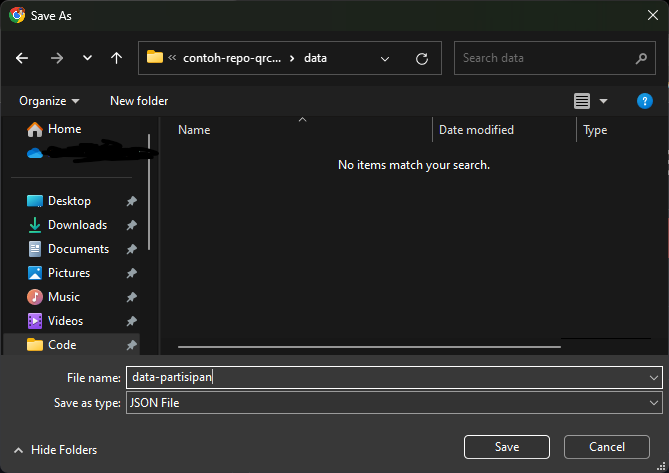 Save As
« contoh-repo-qrc... › data
Search data
Organize
New folder
Home
Name
Date modified
Type
No items match your search.
Desktop
Downloads
Documents
Pictures
Music
Videos
Code
File name: data-partisipan
Save as type: JSON File
Hide Folders
Save
Cancel